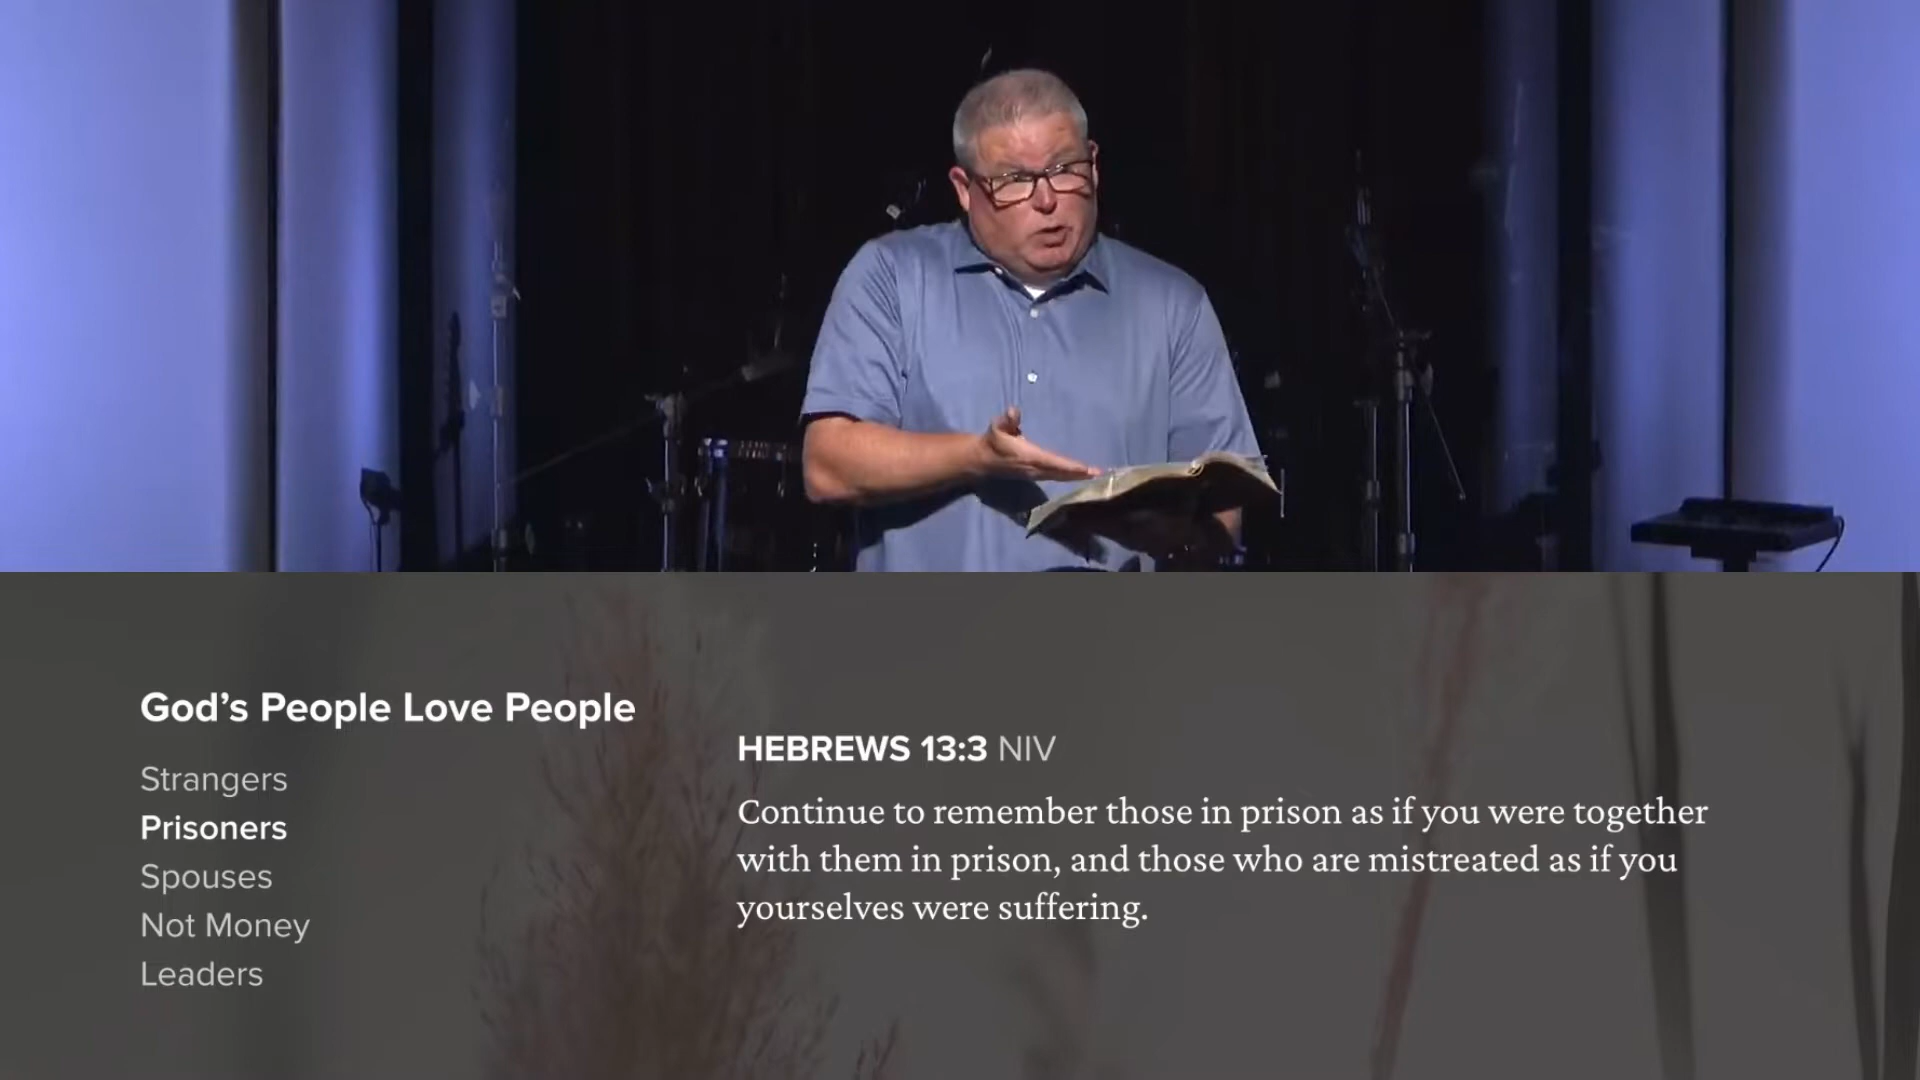 God’s People Love People
Strangers
Prisoners
Spouses
Not Money
Leaders
HEBREWS 13:3 NIV
Continue to remember those in prison as if you were together
with them in prison, and those who are mistreated as if you
yourselves were suffering.